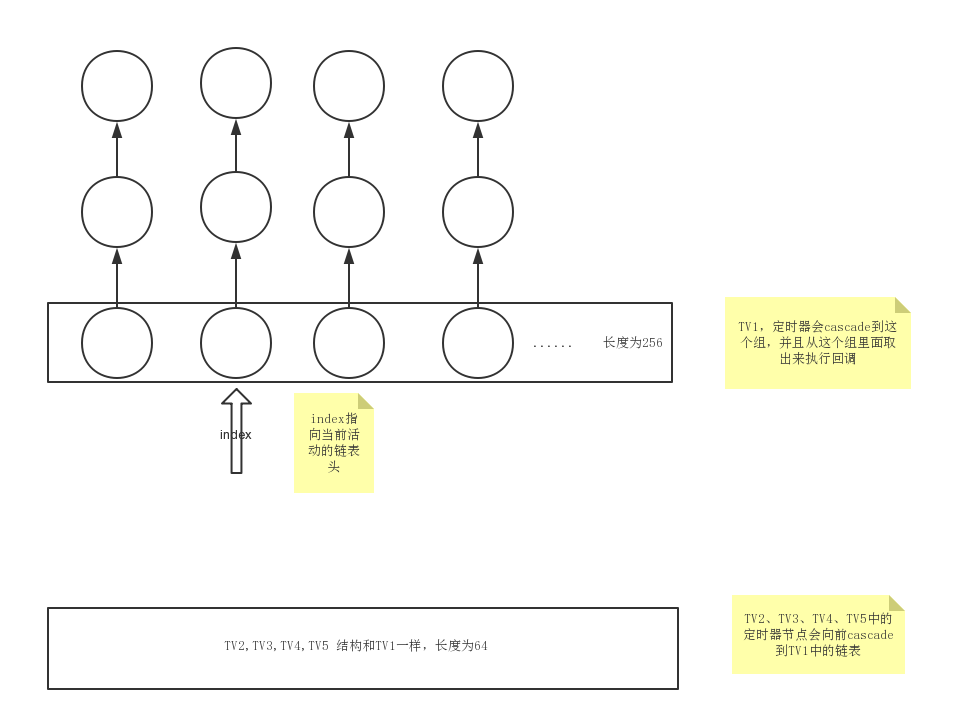 ...... 长度为256
TV1，定时器会cascade到这
个组，并且从这个组里面取
出来执行回调
index
index指
向当前活
动的链表
头
TV2,TV3,TV4,TV5 结构和TV1一样，长度为64
TV2、TV3、TV4、TV5中的
定时器节点会向前cascade
到TV1中的链表